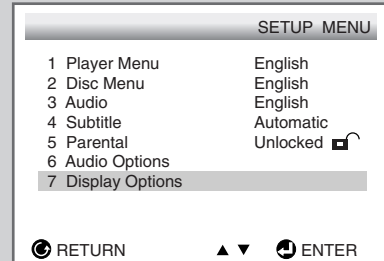 SETUP MENU
1 Player Menu English
2 Disc Menu English
3 Audio English
4 Subtitle Automatic
5 Parental Unlocked
6 Audio Options
7 Display Options
RETURN ▲ ▼ ENTER